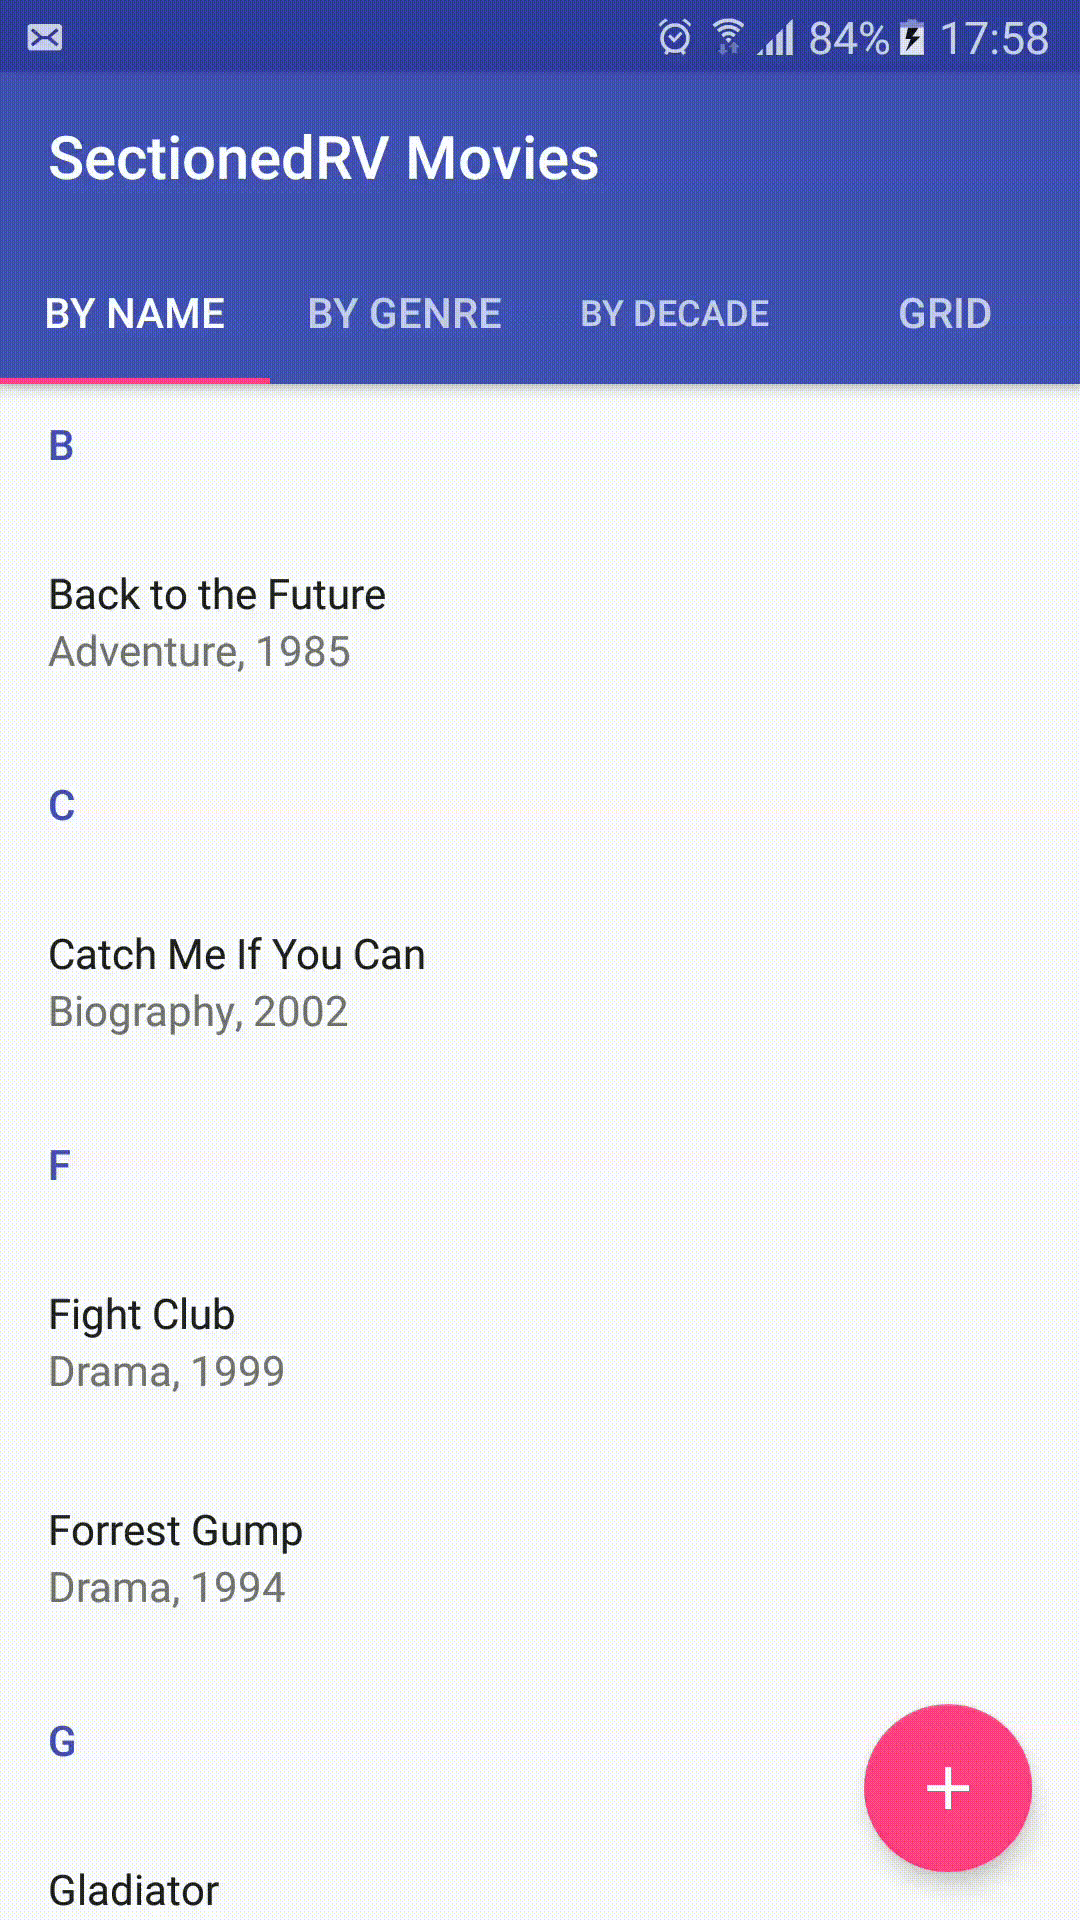 84% 17:58
SectionedRV Movies
BY NAME BY GENRE BY DECADE GRID
B
Back to the Future
Adventure, 1985
C
Catch Me If You Can
Biography, 2002
F
Fight Club
Drama, 1999
Forrest Gump
Drama, 1994
G
Gladiator